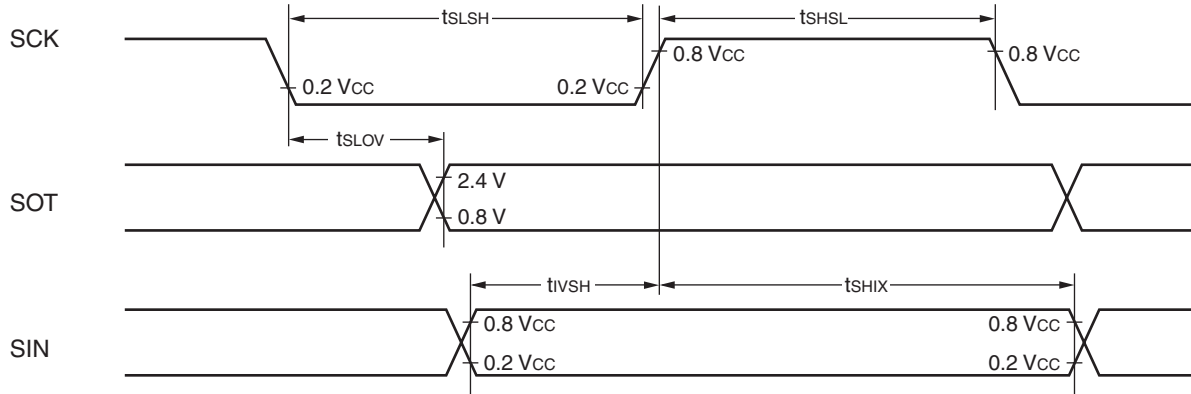 tSLSH
tSHSL
SCK
0.8 VCC
0.8 VCC
0.2 VCC
0.2 VCC
tSLOV
2.4 V
SOT
0.8 V
tIVSH
tSHIX
0.8 VCC
0.8 VCC
SIN
0.2 VCC
0.2 VCC